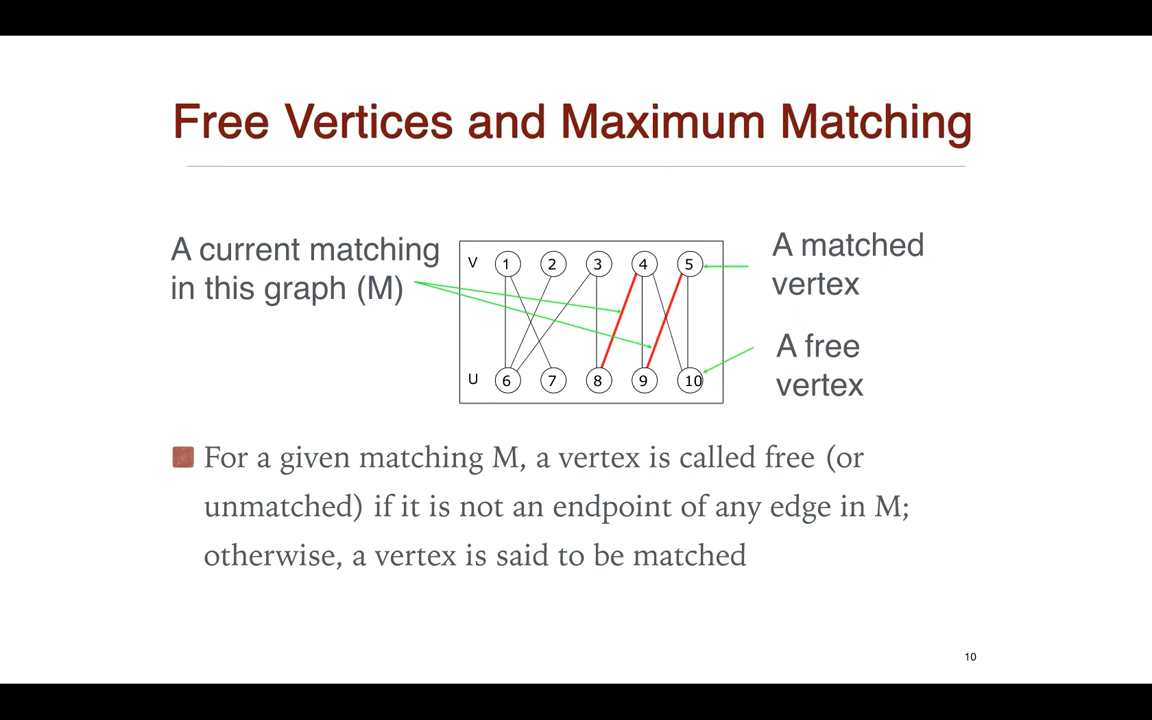 Free Vertices and Maximum Matching
A current matching
in this graph (M)
V 1 2 3 4 5
U 6 7 8 9 10
A matched
vertex
A free
vertex
For a given matching M, a vertex is called free (or
unmatched) if it is not an endpoint of any edge in M;
otherwise, a vertex is said to be matched
10